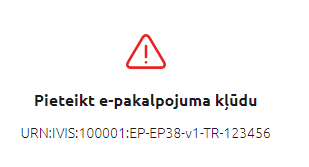 Pieteikt e-pakalpojuma kļūdu
URN:IVIS:100001:EP-EP38-v1-TR-123456